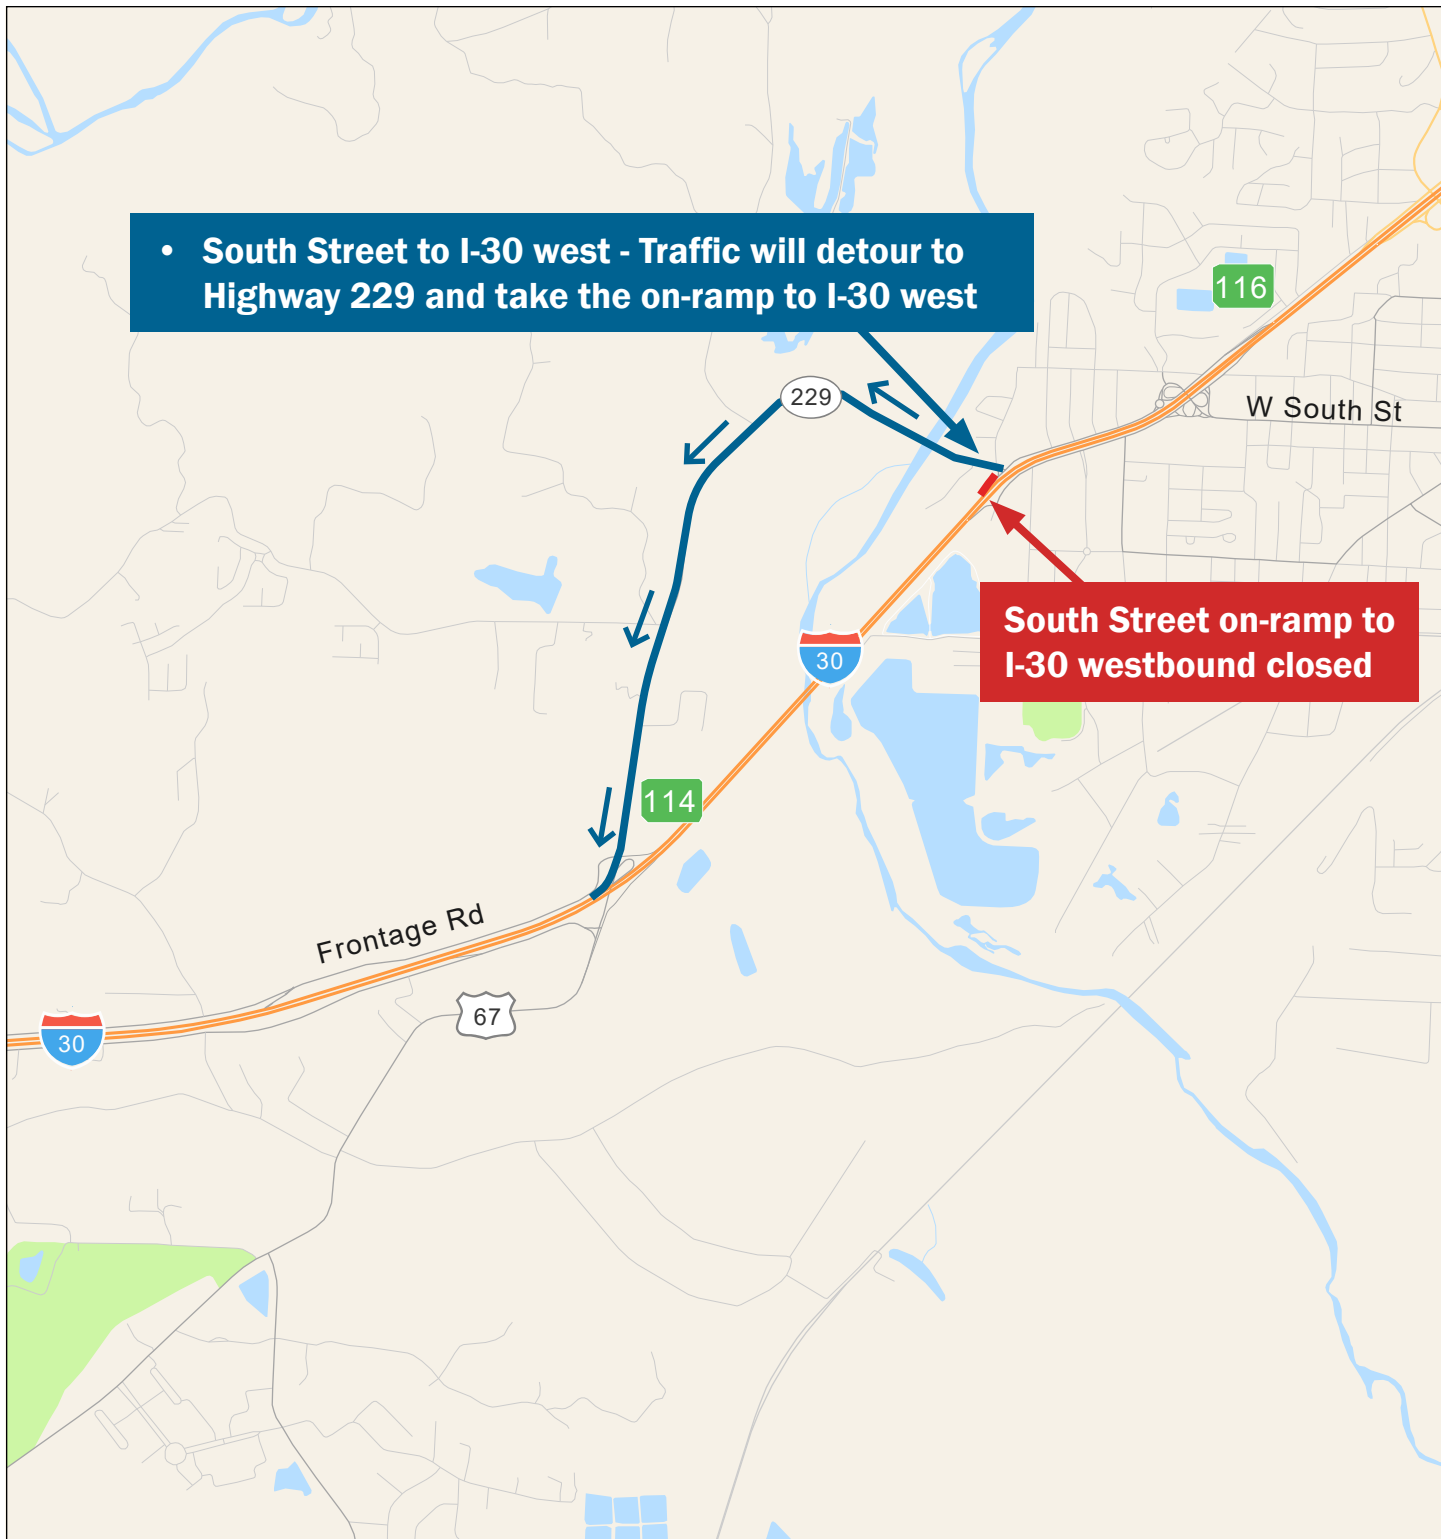 • South Street to I-30 west - Traffic will detour to
Highway 229 and take the on-ramp to I-30 west
116
229
W South St
South Street on-ramp to
I-30 westbound closed
30
114
Frontage Rd
67
30